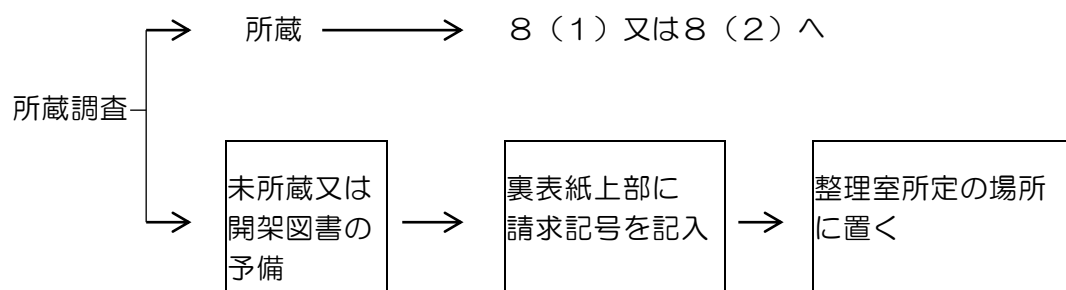 所蔵
8（1）又は8（2）へ
所蔵調査
未所蔵又は
開架図書の
予備
裏表紙上部に
請求記号を記入
整理室所定の場所
に置く